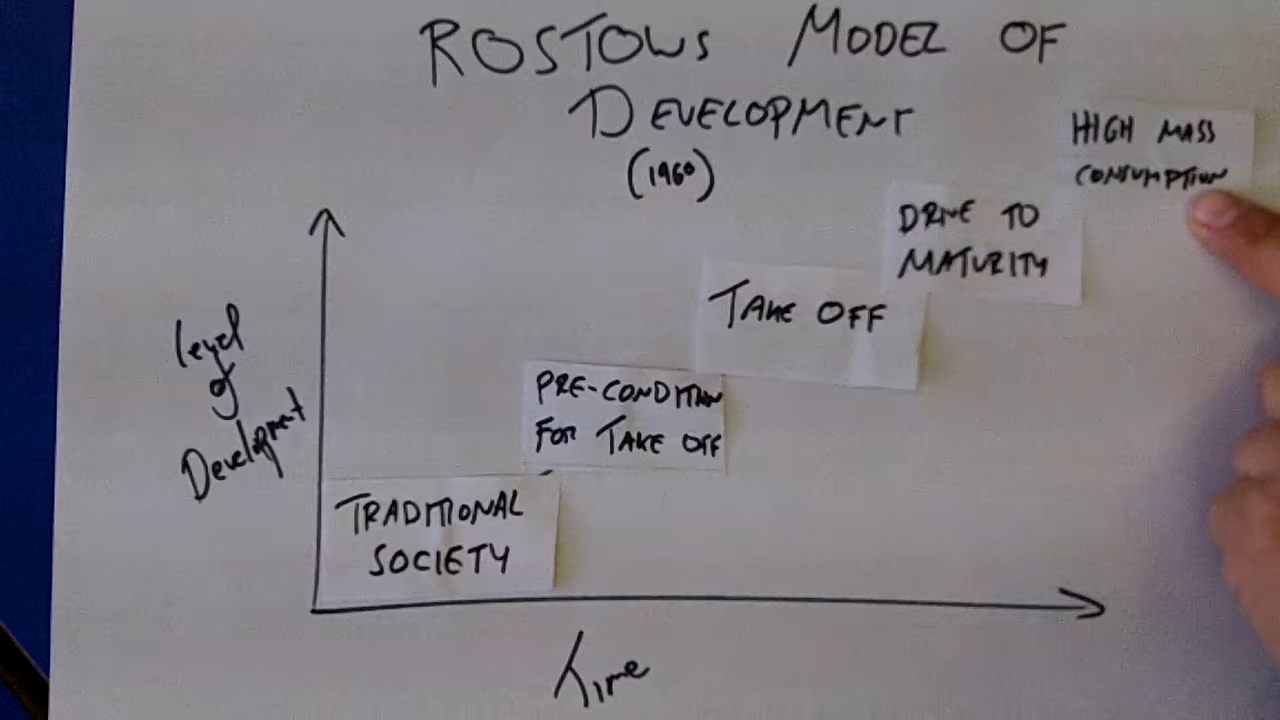 ROSTOWS MODEL OF
DEVELOPMENT
(1960)
HIGH MASS
CONSUMPTION
DRIVE TO
MATURITY
TAKE OFF
PRE-CONDITION
FOR TAKE OFF
TRADITIONAL
SOCIETY
level
of
Development
Time